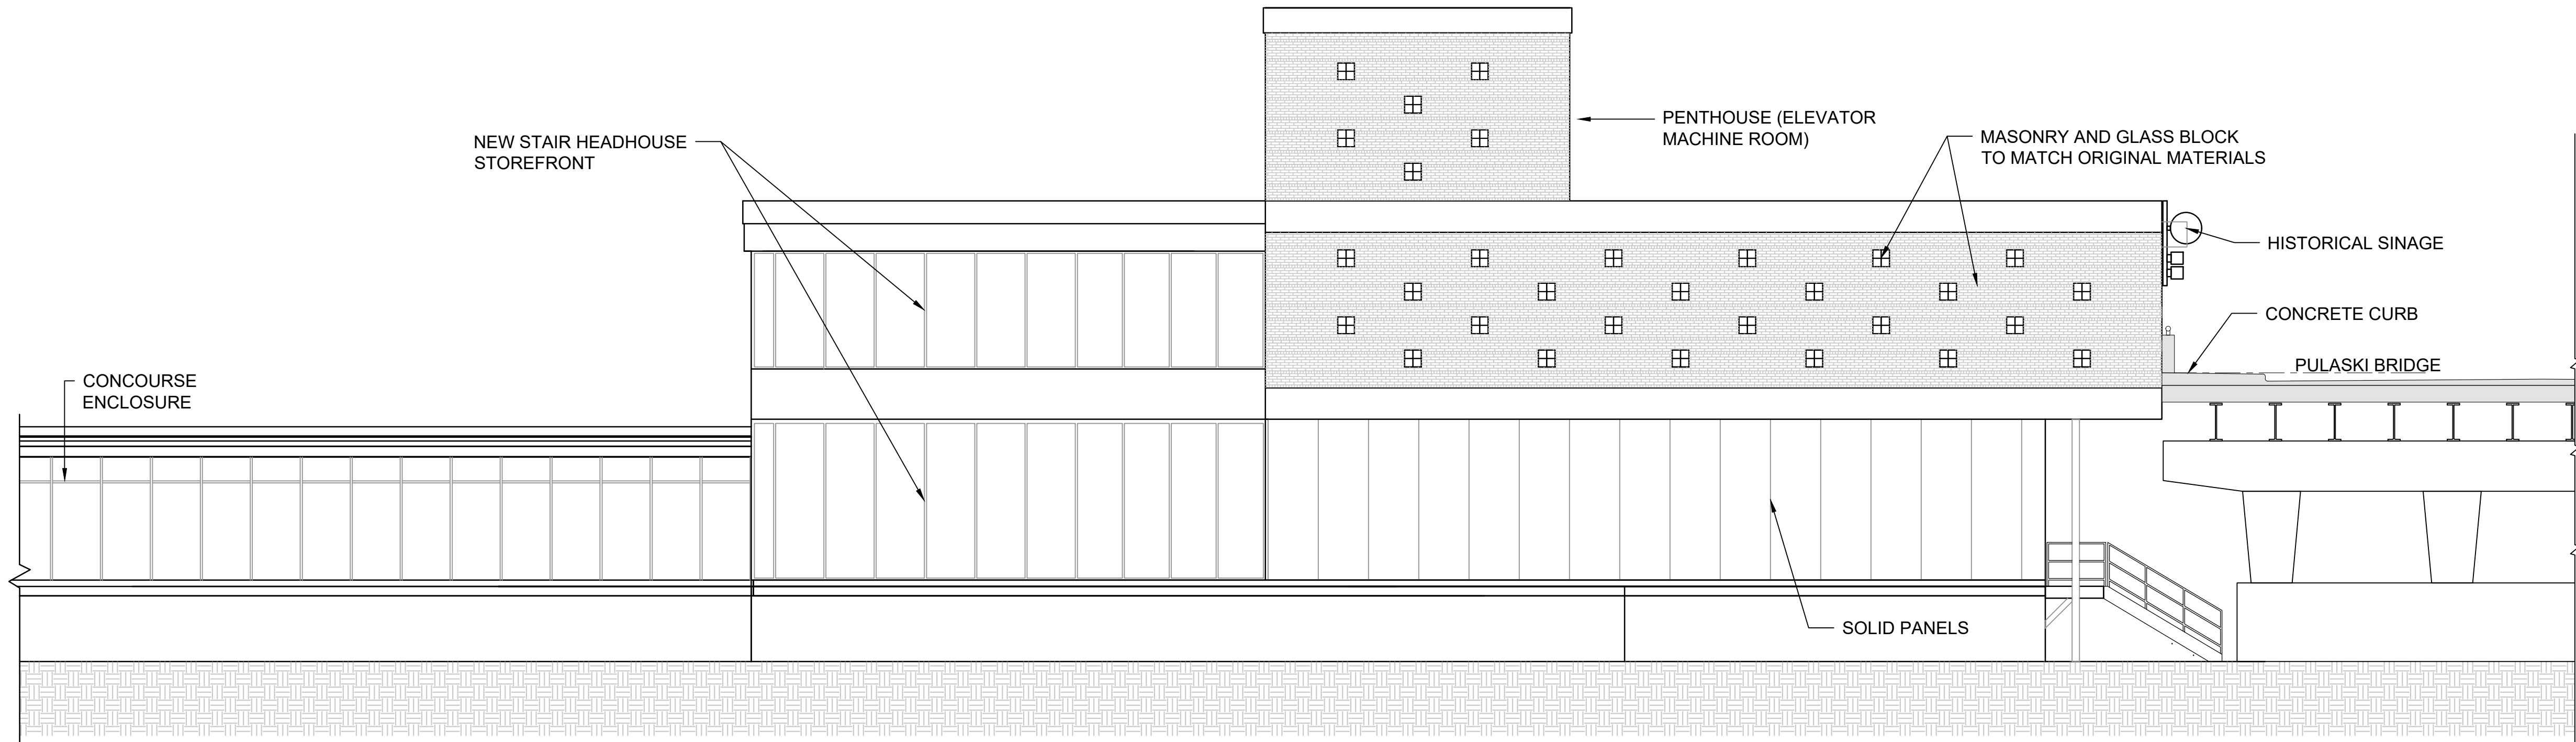 PENTHOUSE (ELEVATOR
MACHINE ROOM)
MASONRY AND GLASS BLOCK
TO MATCH ORIGINAL MATERIALS
NEW STAIR HEADHOUSE
STOREFRONT
HISTORICAL SINAGE
CONCRETE CURB
PULASKI BRIDGE
CONCOURSE
ENCLOSURE
SOLID PANELS